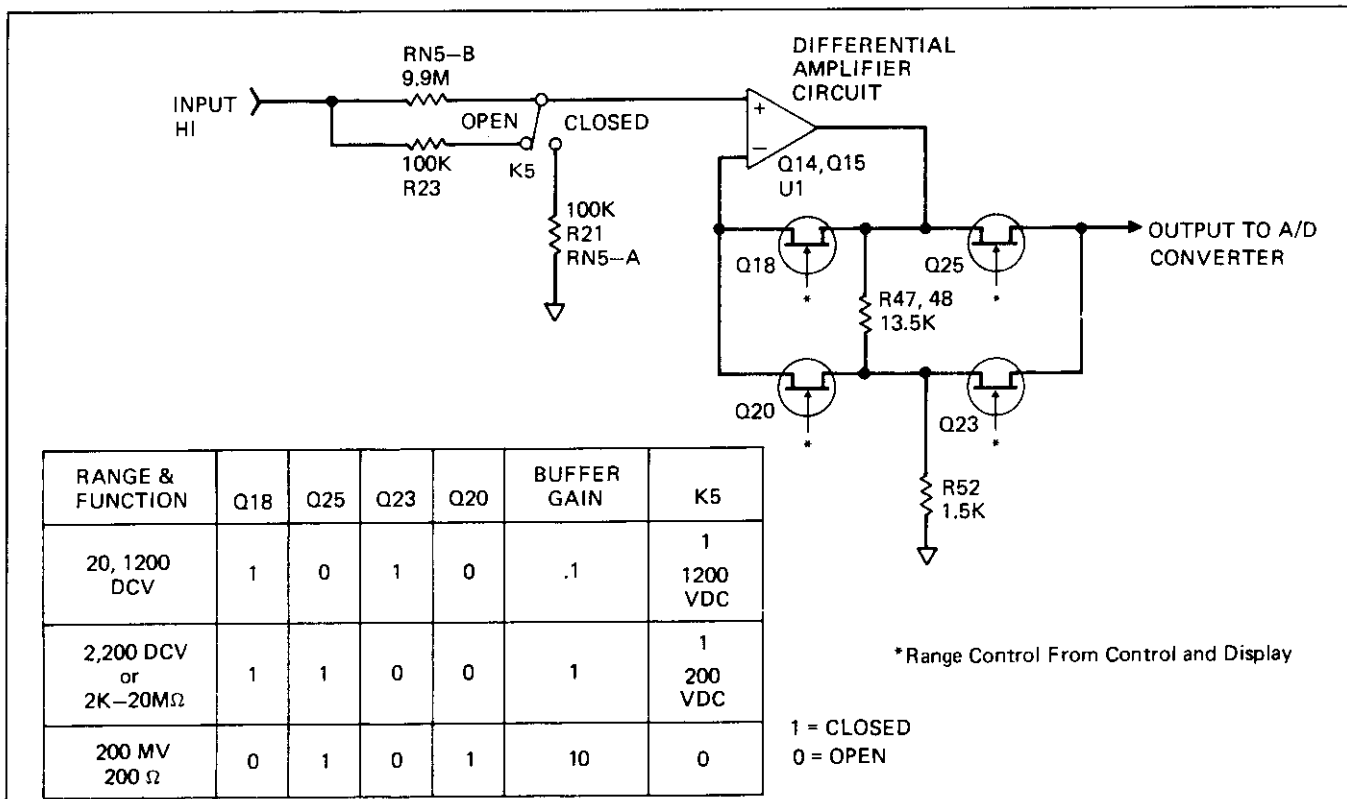 RN5–B
9.9M
INPUT
HI
OPEN
CLOSED
100K
R23
K5
100K
R21
RN5–A
DIFFERENTIAL
AMPLIFIER
CIRCUIT
+
–
Q14, Q15
U1
Q18
*
Q25
*
OUTPUT TO A/D
CONVERTER
R47, 48
13.5K
Q20
*
Q23
*
R52
1.5K
RANGE &
FUNCTION
Q18
Q25
Q23
Q20
BUFFER
GAIN
K5
20, 1200
DCV
1
0
1
0
.1
1
1200
VDC
2,200 DCV
or
2K–20MΩ
1
1
0
0
1
1
200
VDC
200 MV
200 Ω
0
1
0
1
10
0
*Range Control From Control and Display
1 = CLOSED
0 = OPEN